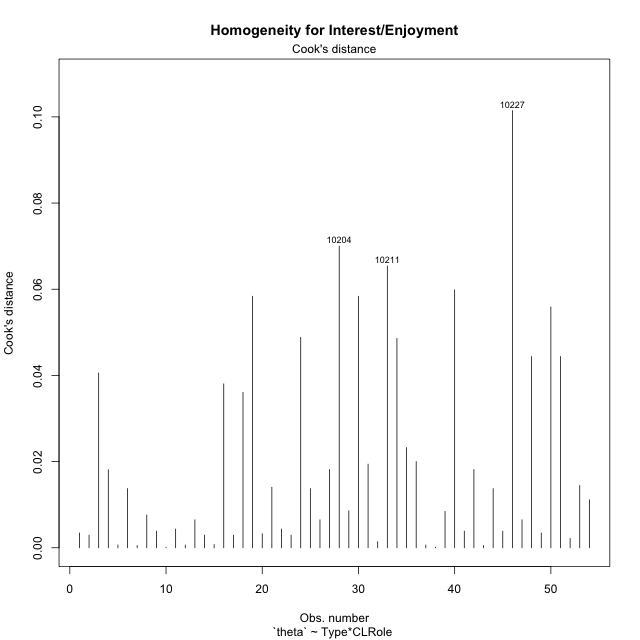 Homogeneity for Interest/Enjoyment
Cook's distance
10227
10204
10211
Cook's distance
0.10
0.08
0.06
0.04
0.02
0.00
0 10 20 30 40 50
Obs. number
`theta` ~ Type*CLRole